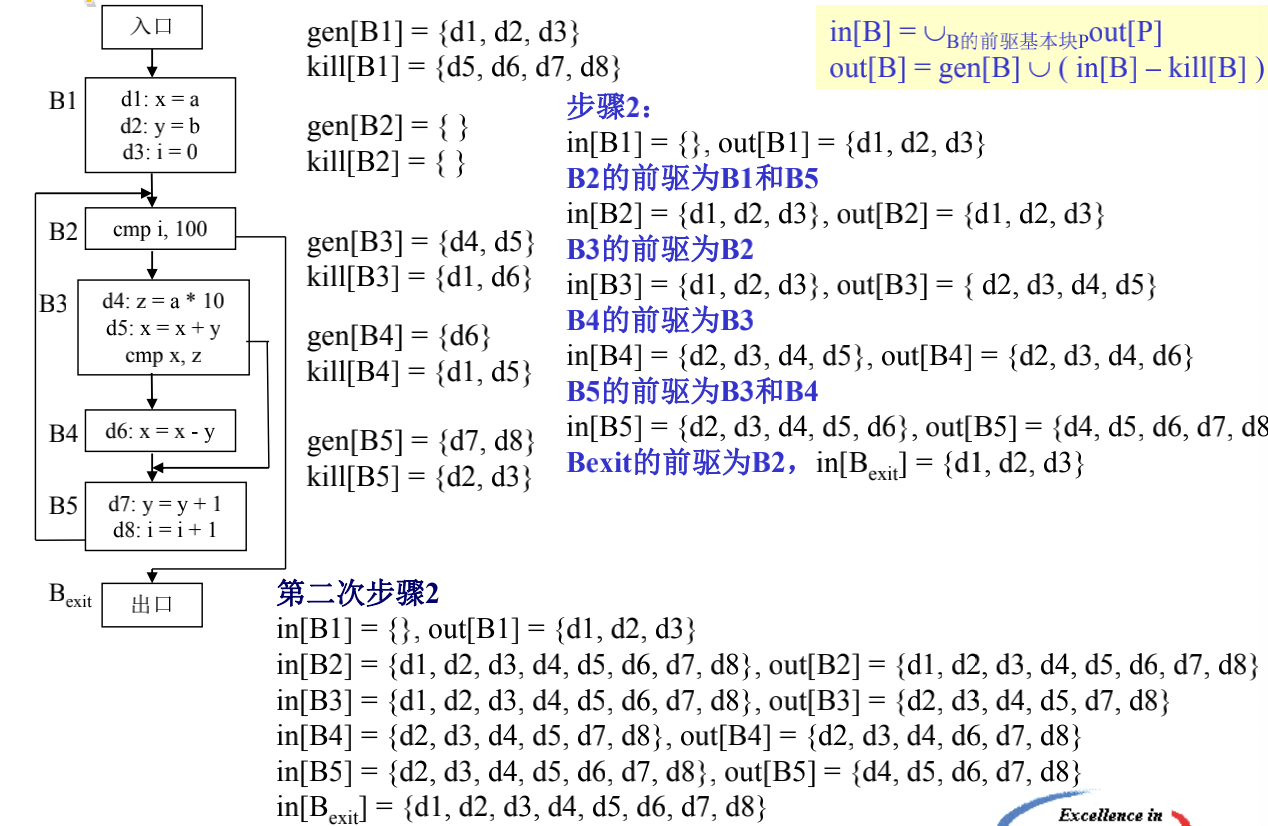 入口
B1
d1: x = a
d2: y = b
d3: i = 0
B2
cmp i, 100
B3
d4: z = a * 10
d5: x = x + y
cmp x, z
B4
d6: x = x - y
B5
d7: y = y + 1
d8: i = i + 1
Bexit
出口
gen[B1] = {d1, d2, d3}
kill[B1] = {d5, d6, d7, d8}
gen[B2] = { }
kill[B2] = { }
gen[B3] = {d4, d5}
kill[B3] = {d1, d6}
gen[B4] = {d6}
kill[B4] = {d1, d5}
gen[B5] = {d7, d8}
kill[B5] = {d2, d3}
in[B] = ∪B的前驱基本块Pout[P]
out[B] = gen[B] ∪ ( in[B] – kill[B] )
步骤2：
in[B1] = {}, out[B1] = {d1, d2, d3}
B2的前驱为B1和B5
in[B2] = {d1, d2, d3}, out[B2] = {d1, d2, d3}
B3的前驱为B2
in[B3] = {d1, d2, d3}, out[B3] = { d2, d3, d4, d5}
B4的前驱为B3
in[B4] = {d2, d3, d4, d5}, out[B4] = {d2, d3, d4, d6}
B5的前驱为B3和B4
in[B5] = {d2, d3, d4, d5, d6}, out[B5] = {d4, d5, d6, d7, d8
Bexit的前驱为B2，in[Bexit] = {d1, d2, d3}
第二次步骤2
in[B1] = {}, out[B1] = {d1, d2, d3}
in[B2] = {d1, d2, d3, d4, d5, d6, d7, d8}, out[B2] = {d1, d2, d3, d4, d5, d6, d7, d8}
in[B3] = {d1, d2, d3, d4, d5, d6, d7, d8}, out[B3] = {d2, d3, d4, d5, d7, d8}
in[B4] = {d2, d3, d4, d5, d7, d8}, out[B4] = {d2, d3, d4, d6, d7, d8}
in[B5] = {d2, d3, d4, d5, d6, d7, d8}, out[B5] = {d4, d5, d6, d7, d8}
in[Bexit] = {d1, d2, d3, d4, d5, d6, d7, d8}
Excellence in